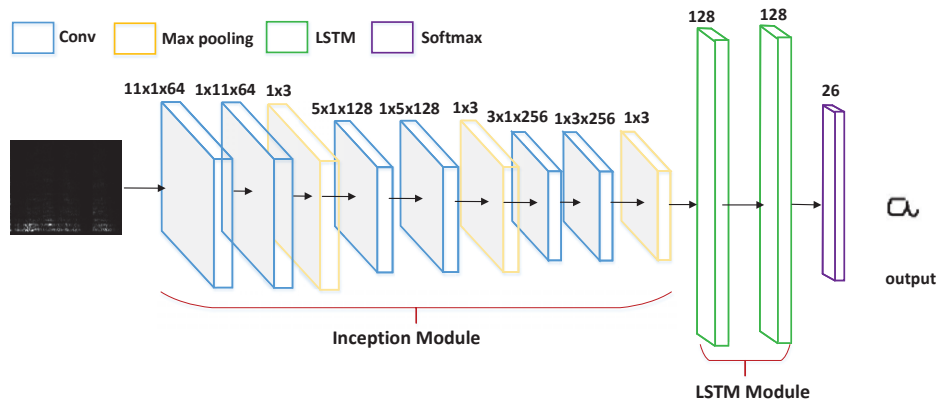 Conv Max pooling LSTM Softmax
128 128
11x1x64 1x11x64 1x3 5x1x128 1x5x128 1x3 3x1x256 1x3x256 1x3 26
a
output
Inception Module
LSTM Module